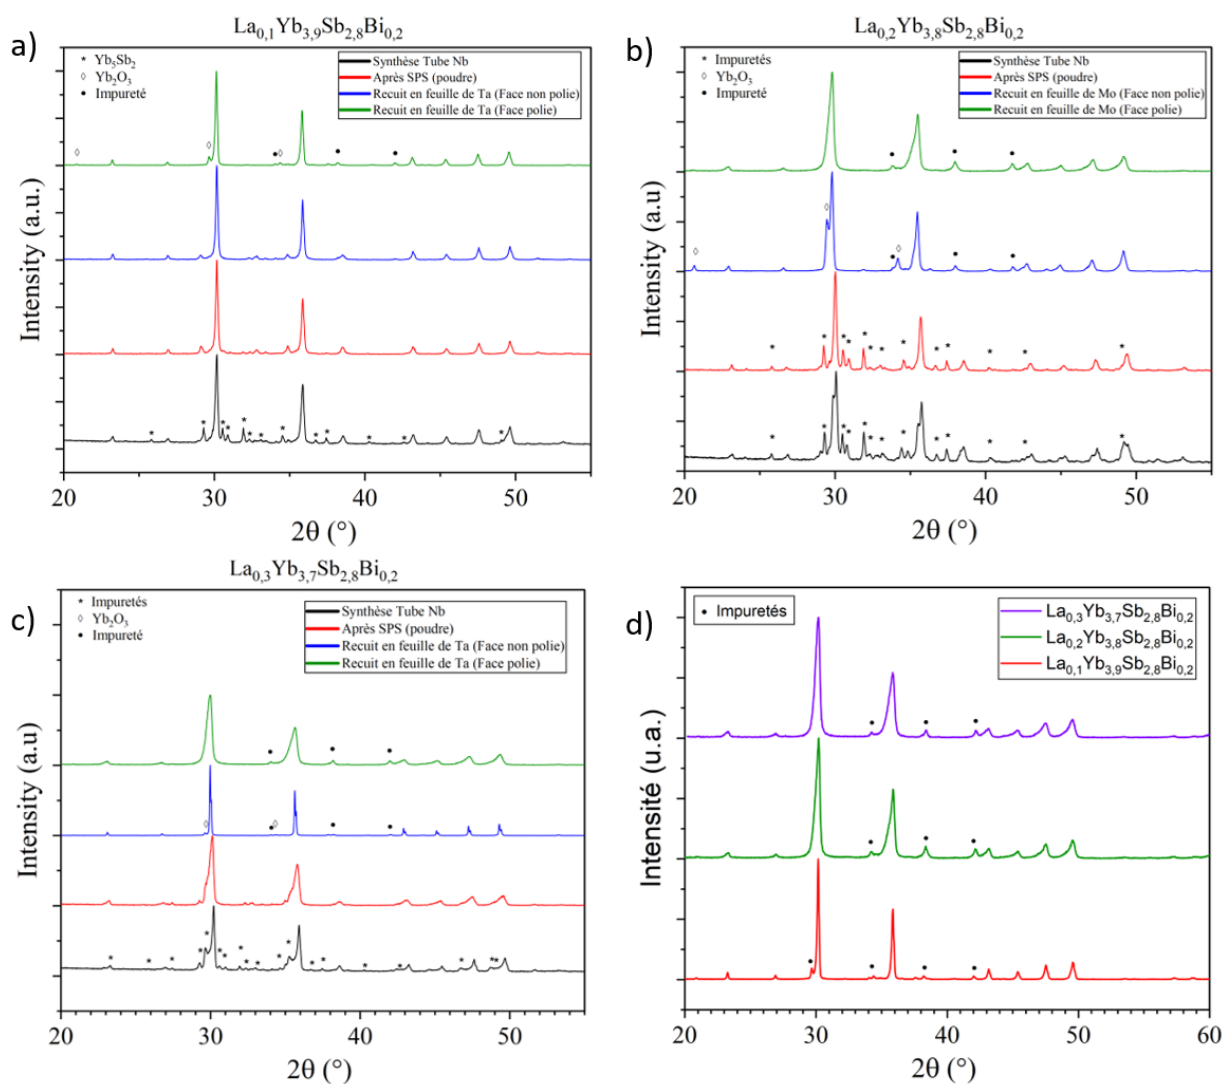 a)
La0,1Yb3,9Sb2,8Bi0,2
* Yb5Sb2
◊ Yb2O3
• Impureté
Synthèse Tube Nb
Après SPS (poudre)
Recuit en feuille de Ta (Face non polie)
Recuit en feuille de Ta (Face polie)
Intensity (a.u.)
20 30 40 50
2θ (°)
b)
La0,2Yb3,8Sb2,8Bi0,2
* Impuretés
◊ Yb2O3
• Impureté
Synthèse Tube Nb
Après SPS (poudre)
Recuit en feuille de Mo (Face non polie)
Recuit en feuille de Mo (Face polie)
Intensity (a.u.)
20 30 40 50
2θ (°)
c)
La0,3Yb3,7Sb2,8Bi0,2
* Impuretés
◊ Yb2O3
• Impureté
Synthèse Tube Nb
Après SPS (poudre)
Recuit en feuille de Ta (Face non polie)
Recuit en feuille de Ta (Face polie)
Intensity (a.u)
20 30 40 50
2θ (°)
d)
• Impuretés
La0,3Yb3,7Sb2,8Bi0,2
La0,2Yb3,8Sb2,8Bi0,2
La0,1Yb3,9Sb2,8Bi0,2
Intensité (u.a.)
20 30 40 50 60
2θ (°)